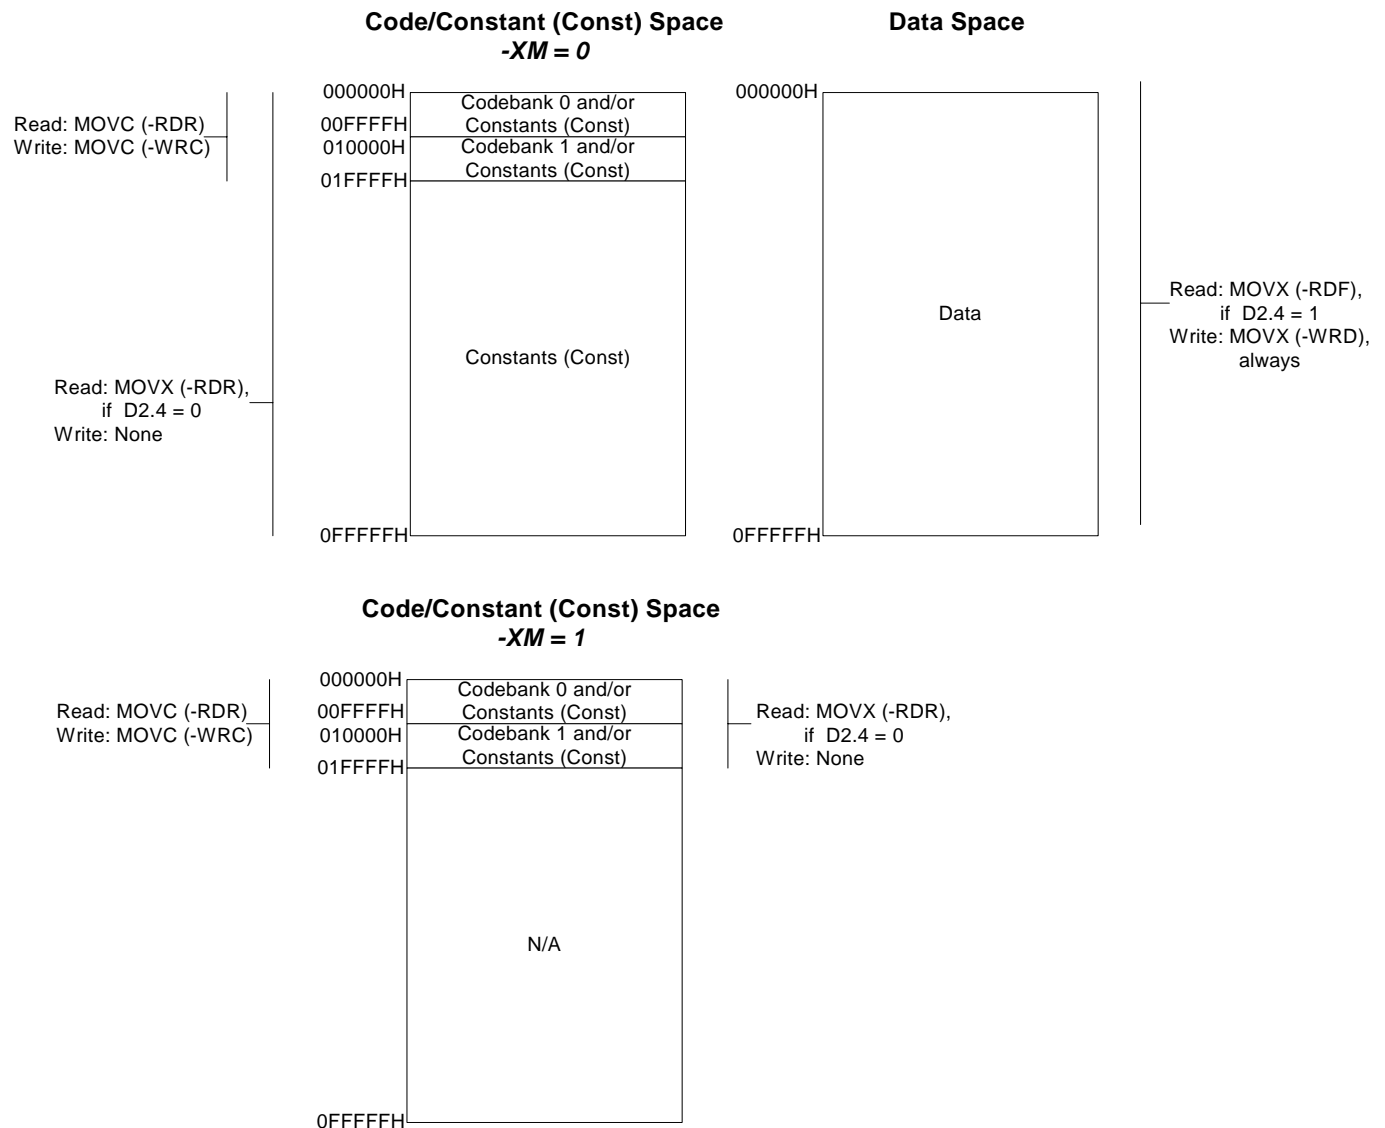 Code/Constant (Const) Space
-XM = 0
Data Space
000000H
Codebank 0 and/or
Constants (Const)
00FFFFH
010000H
Codebank 1 and/or
Constants (Const)
01FFFFH
Constants (Const)
0FFFFFH
Read: MOVC (-RDR)
Write: MOVC (-WRC)
Read: MOVX (-RDR),
if D2.4 = 0
Write: None
000000H
Data
0FFFFFH
Read: MOVX (-RDF),
if D2.4 = 1
Write: MOVX (-WRD),
always
Code/Constant (Const) Space
-XM = 1
000000H
Codebank 0 and/or
Constants (Const)
00FFFFH
010000H
Codebank 1 and/or
Constants (Const)
01FFFFH
N/A
0FFFFFH
Read: MOVC (-RDR)
Write: MOVC (-WRC)
Read: MOVX (-RDR),
if D2.4 = 0
Write: None